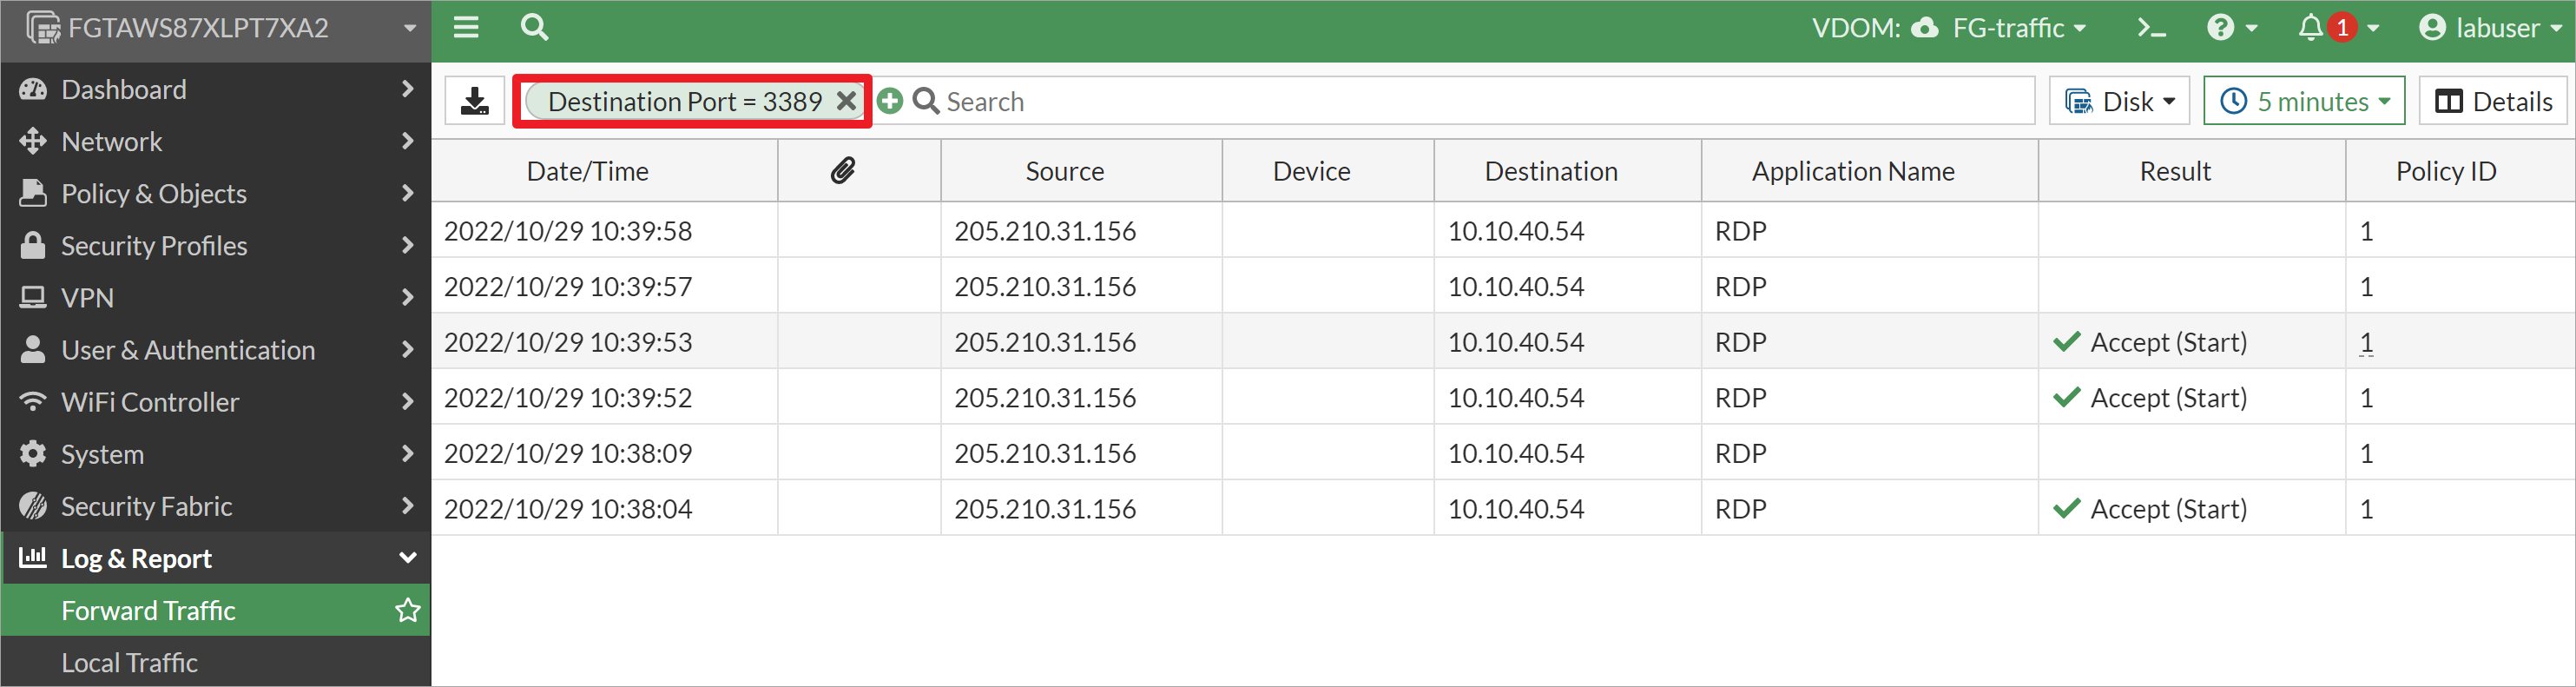 FGTAWS87XLPT7XA2
VDOM: FG-traffic
1
labuser
Dashboard
Network
Policy & Objects
Security Profiles
VPN
User & Authentication
WiFi Controller
System
Security Fabric
Log & Report
Forward Traffic
Local Traffic
Destination Port = 3389
Search
Disk
5 minutes
Details
Date/Time Source Device Destination Application Name Result Policy ID
2022/10/29 10:39:58 205.210.31.156 10.10.40.54 RDP 1
2022/10/29 10:39:57 205.210.31.156 10.10.40.54 RDP 1
2022/10/29 10:39:53 205.210.31.156 10.10.40.54 RDP Accept (Start) 1
2022/10/29 10:39:52 205.210.31.156 10.10.40.54 RDP Accept (Start) 1
2022/10/29 10:38:09 205.210.31.156 10.10.40.54 RDP 1
2022/10/29 10:38:04 205.210.31.156 10.10.40.54 RDP Accept (Start) 1